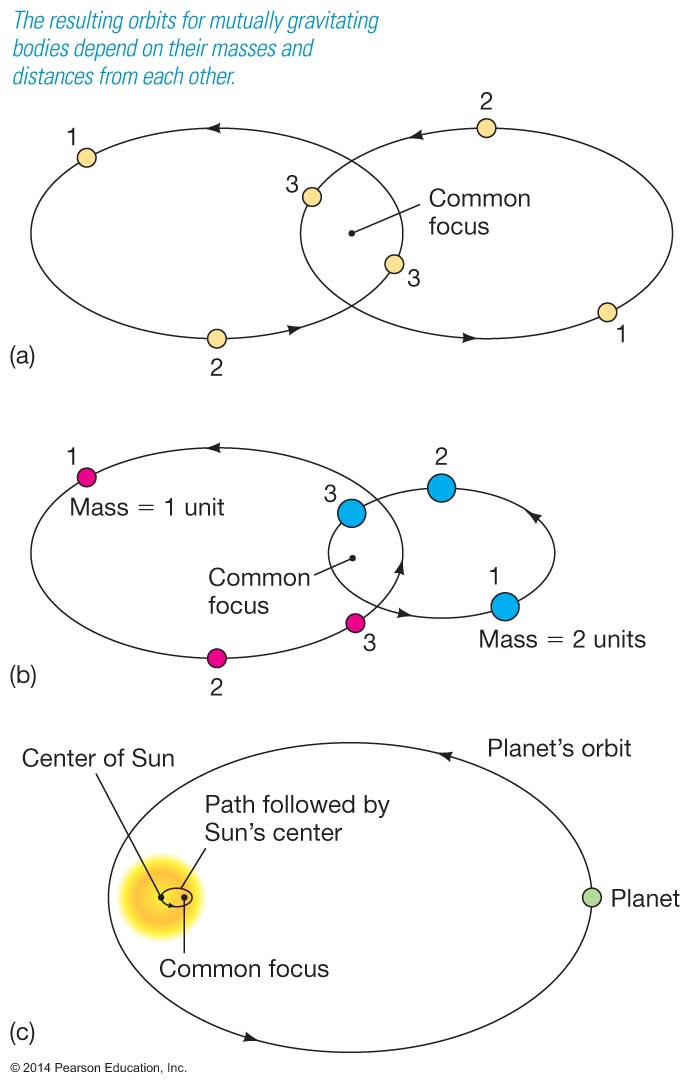 The resulting orbits for mutually gravitating
bodies depend on their masses and
distances from each other.
1
2
3
Common
focus
3
1
2
(a)
1
Mass = 1 unit
2
3
Common
focus
1
Mass = 2 units
3
2
(b)
Center of Sun
Planet's orbit
Path followed by
Sun's center
Planet
Common focus
(c)
© 2014 Pearson Education, Inc.